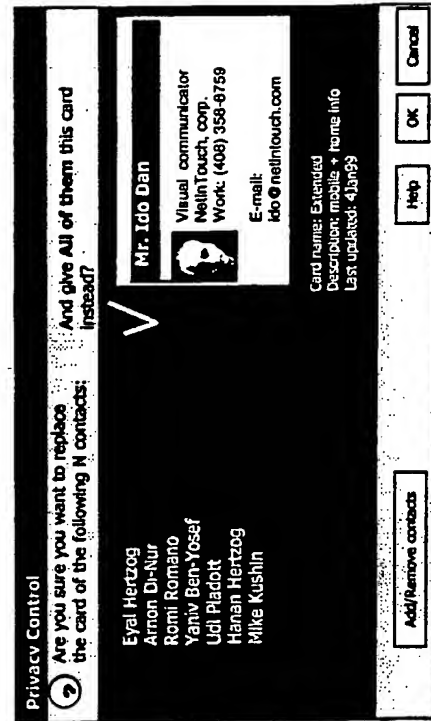 Privacy Control
?
Are you sure you want to replace
the card of the following N contacts:
And give All of them this card
instead?
Eyal Hertzog
Arnon Di-Nur
Romi Romano
Yaniv Ben-Yosef
Udi Pladott
Hanan Hertzog
Mike Kushin
Mr. Ido Dan
Visual communicator
NetInTouch, corp.
Work: (408) 358-8759
E-mail:
ido@netintouch.com
Card name: Extended
Description: mobile + home info
Last updated: 4Jan99
Add/Remove contacts
Help
OK
Cancel